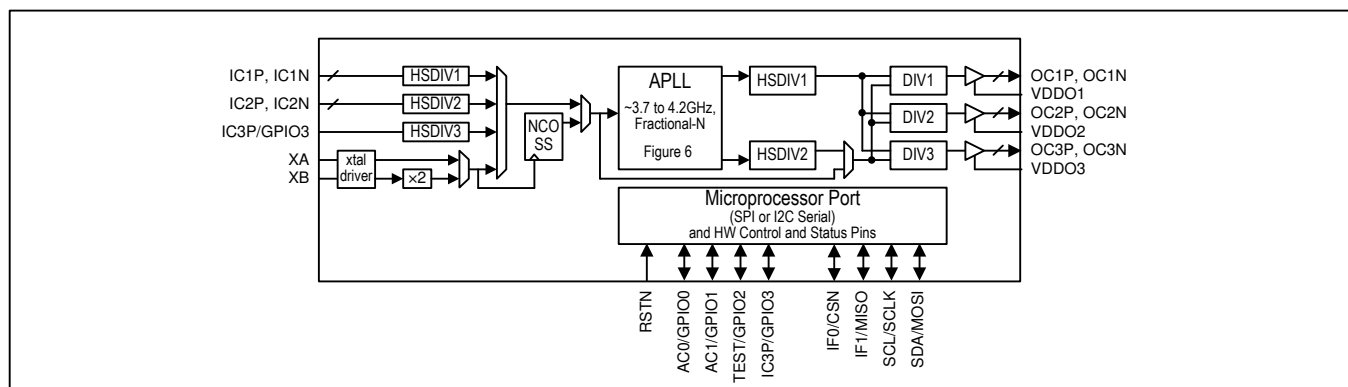 IC1P, IC1N
HSDIV1
IC2P, IC2N
HSDIV2
IC3P/GPIO3
HSDIV3
XA
XB
xtal
driver
×2
NCO
SS
APLL
~3.7 to 4.2GHz,
Fractional-N
Figure 6
HSDIV1
HSDIV2
DIV1
DIV2
DIV3
OC1P, OC1N
VDDO1
OC2P, OC2N
VDDO2
OC3P, OC3N
VDDO3
Microprocessor Port
(SPI or I2C Serial)
and HW Control and Status Pins
RSTN
AC0/GPIO0
AC1/GPIO1
TEST/GPIO2
IC3P/GPIO3
IF0/CSN
IF1/MISO
SCL/SCLK
SDA/MOSI